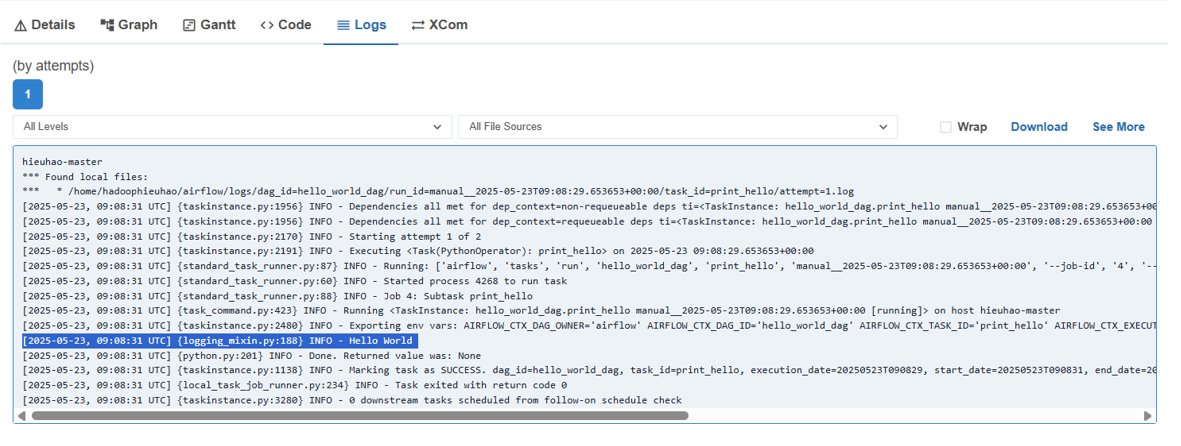 Details Graph Gantt Code Logs XCom
(by attempts)
1
All Levels All File Sources Wrap Download See More
hieuhao-master
*** Found local files:
***   * /home/hadoophieuhao/airflow/logs/dag_id=hello_world_dag/run_id=manual__2025-05-23T09:08:29.653653+00:00/task_id=print_hello/attempt=1.log
[2025-05-23, 09:08:31 UTC] {taskinstance.py:1956} INFO - Dependencies all met for dep_context=non-requeueable deps ti=<TaskInstance: hello_world_dag.print_hello manual__2025-05-23T09:08:29.653653+00
[2025-05-23, 09:08:31 UTC] {taskinstance.py:1956} INFO - Dependencies all met for dep_context=requeueable deps ti=<TaskInstance: hello_world_dag.print_hello manual__2025-05-23T09:08:29.653653+00:00
[2025-05-23, 09:08:31 UTC] {taskinstance.py:2170} INFO - Starting attempt 1 of 2
[2025-05-23, 09:08:31 UTC] {taskinstance.py:2191} INFO - Executing <Task(PythonOperator): print_hello> on 2025-05-23 09:08:29.653653+00:00
[2025-05-23, 09:08:31 UTC] {standard_task_runner.py:87} INFO - Running: ['airflow', 'tasks', 'run', 'hello_world_dag', 'print_hello', 'manual__2025-05-23T09:08:29.653653+00:00', '--job-id', '4', '--
[2025-05-23, 09:08:31 UTC] {standard_task_runner.py:60} INFO - Started process 4268 to run task
[2025-05-23, 09:08:31 UTC] {standard_task_runner.py:88} INFO - Job 4: Subtask print_hello
[2025-05-23, 09:08:31 UTC] {task_command.py:423} INFO - Running <TaskInstance: hello_world_dag.print_hello manual__2025-05-23T09:08:29.653653+00:00 [running]> on host hieuhao-master
[2025-05-23, 09:08:31 UTC] {taskinstance.py:2480} INFO - Exporting env vars: AIRFLOW_CTX_DAG_OWNER='airflow' AIRFLOW_CTX_DAG_ID='hello_world_dag' AIRFLOW_CTX_TASK_ID='print_hello' AIRFLOW_CTX_EXECUT
[2025-05-23, 09:08:31 UTC] {logging_mixin.py:188} INFO - Hello World
[2025-05-23, 09:08:31 UTC] {python.py:201} INFO - Done. Returned value was: None
[2025-05-23, 09:08:31 UTC] {taskinstance.py:1138} INFO - Marking task as SUCCESS. dag_id=hello_world_dag, task_id=print_hello, execution_date=20250523T090829, start_date=20250523T090831, end_date=20
[2025-05-23, 09:08:31 UTC] {local_task_job_runner.py:234} INFO - Task exited with return code 0
[2025-05-23, 09:08:31 UTC] {taskinstance.py:3280} INFO - 0 downstream tasks scheduled from follow-on schedule check